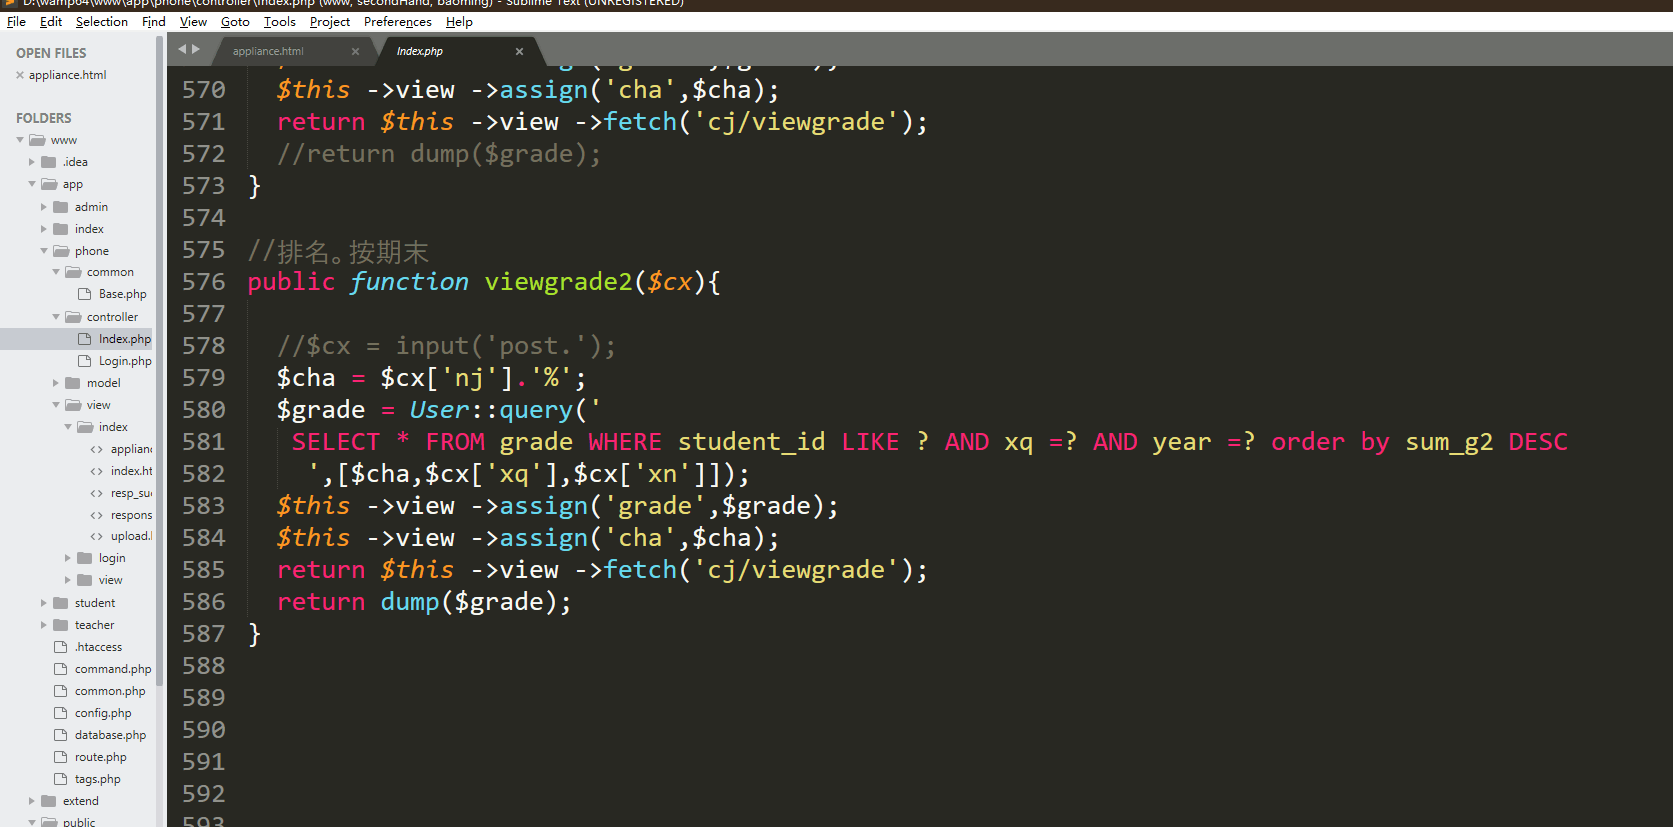 D:\wamp64\www\app\phone\controller\Index.php (www, secondHand, baoming) - Sublime Text (UNREGISTERED)
File Edit Selection Find View Goto Tools Project Preferences Help
OPEN FILES
× appliance.html
FOLDERS
www
.idea
app
admin
index
phone
common
Base.php
controller
Index.php
Login.php
model
view
index
<> applianc
<> index.ht
<> resp_su
<> respons
<> upload.
login
view
student
teacher
.htaccess
command.php
common.php
config.php
database.php
route.php
tags.php
extend
public
appliance.html ×
Index.php ×
570 $this ->view ->assign('cha',$cha);
571 return $this ->view ->fetch('cj/viewgrade');
572 //return dump($grade);
573 }
574
575 //排名。按期末
576 public function viewgrade2($cx){
577
578 //$cx = input('post.');
579 $cha = $cx['nj'].'%';
580 $grade = User::query('
581 SELECT * FROM grade WHERE student_id LIKE ? AND xq =? AND year =? order by sum_g2 DESC
582 ',[$cha,$cx['xq'],$cx['xn']]);
583 $this ->view ->assign('grade',$grade);
584 $this ->view ->assign('cha',$cha);
585 return $this ->view ->fetch('cj/viewgrade');
586 return dump($grade);
587 }
588
589
590
591
592
593